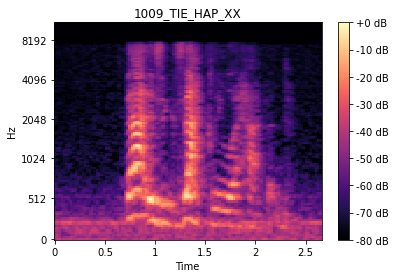 1009_TIE_HAP_XX
+0 dB
8192
-10 dB
4096
-20 dB
-30 dB
Hz
2048
-40 dB
1024
-50 dB
-60 dB
512
-70 dB
0
-80 dB
0 0.5 1 1.5 2 2.5
Time